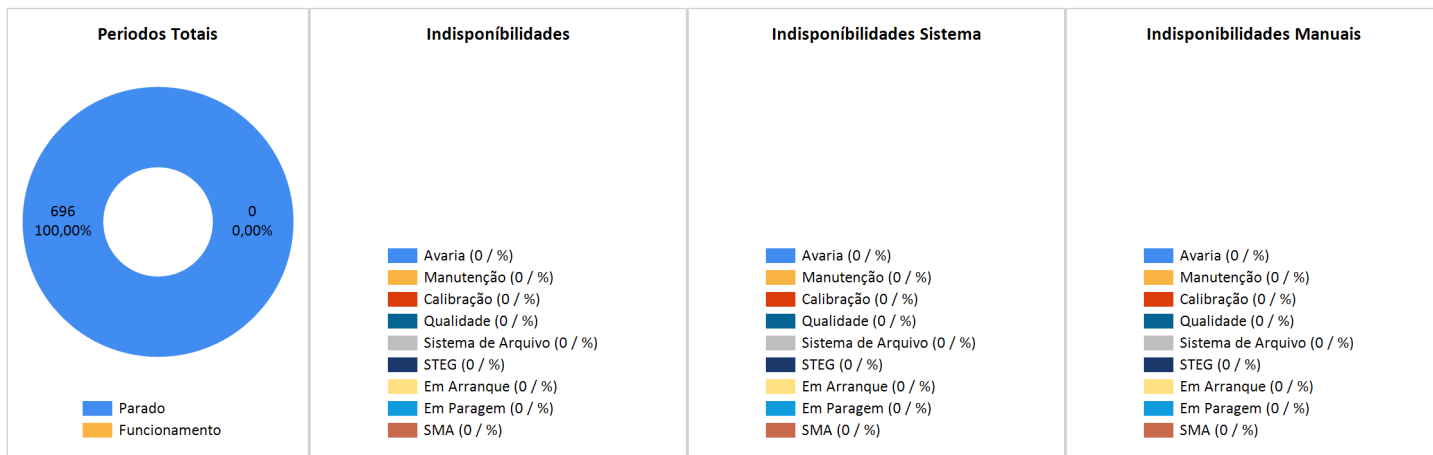 Periodos Totais
696
100,00%
0
0,00%
Parado
Funcionamento
Indisponíbilidades
Avaria (0 / %)
Manutenção (0 / %)
Calibração (0 / %)
Qualidade (0 / %)
Sistema de Arquivo (0 / %)
STEG (0 / %)
Em Arranque (0 / %)
Em Paragem (0 / %)
SMA (0 / %)
Indisponíbilidades Sistema
Avaria (0 / %)
Manutenção (0 / %)
Calibração (0 / %)
Qualidade (0 / %)
Sistema de Arquivo (0 / %)
STEG (0 / %)
Em Arranque (0 / %)
Em Paragem (0 / %)
SMA (0 / %)
Indisponibilidades Manuais
Avaria (0 / %)
Manutenção (0 / %)
Calibração (0 / %)
Qualidade (0 / %)
Sistema de Arquivo (0 / %)
STEG (0 / %)
Em Arranque (0 / %)
Em Paragem (0 / %)
SMA (0 / %)